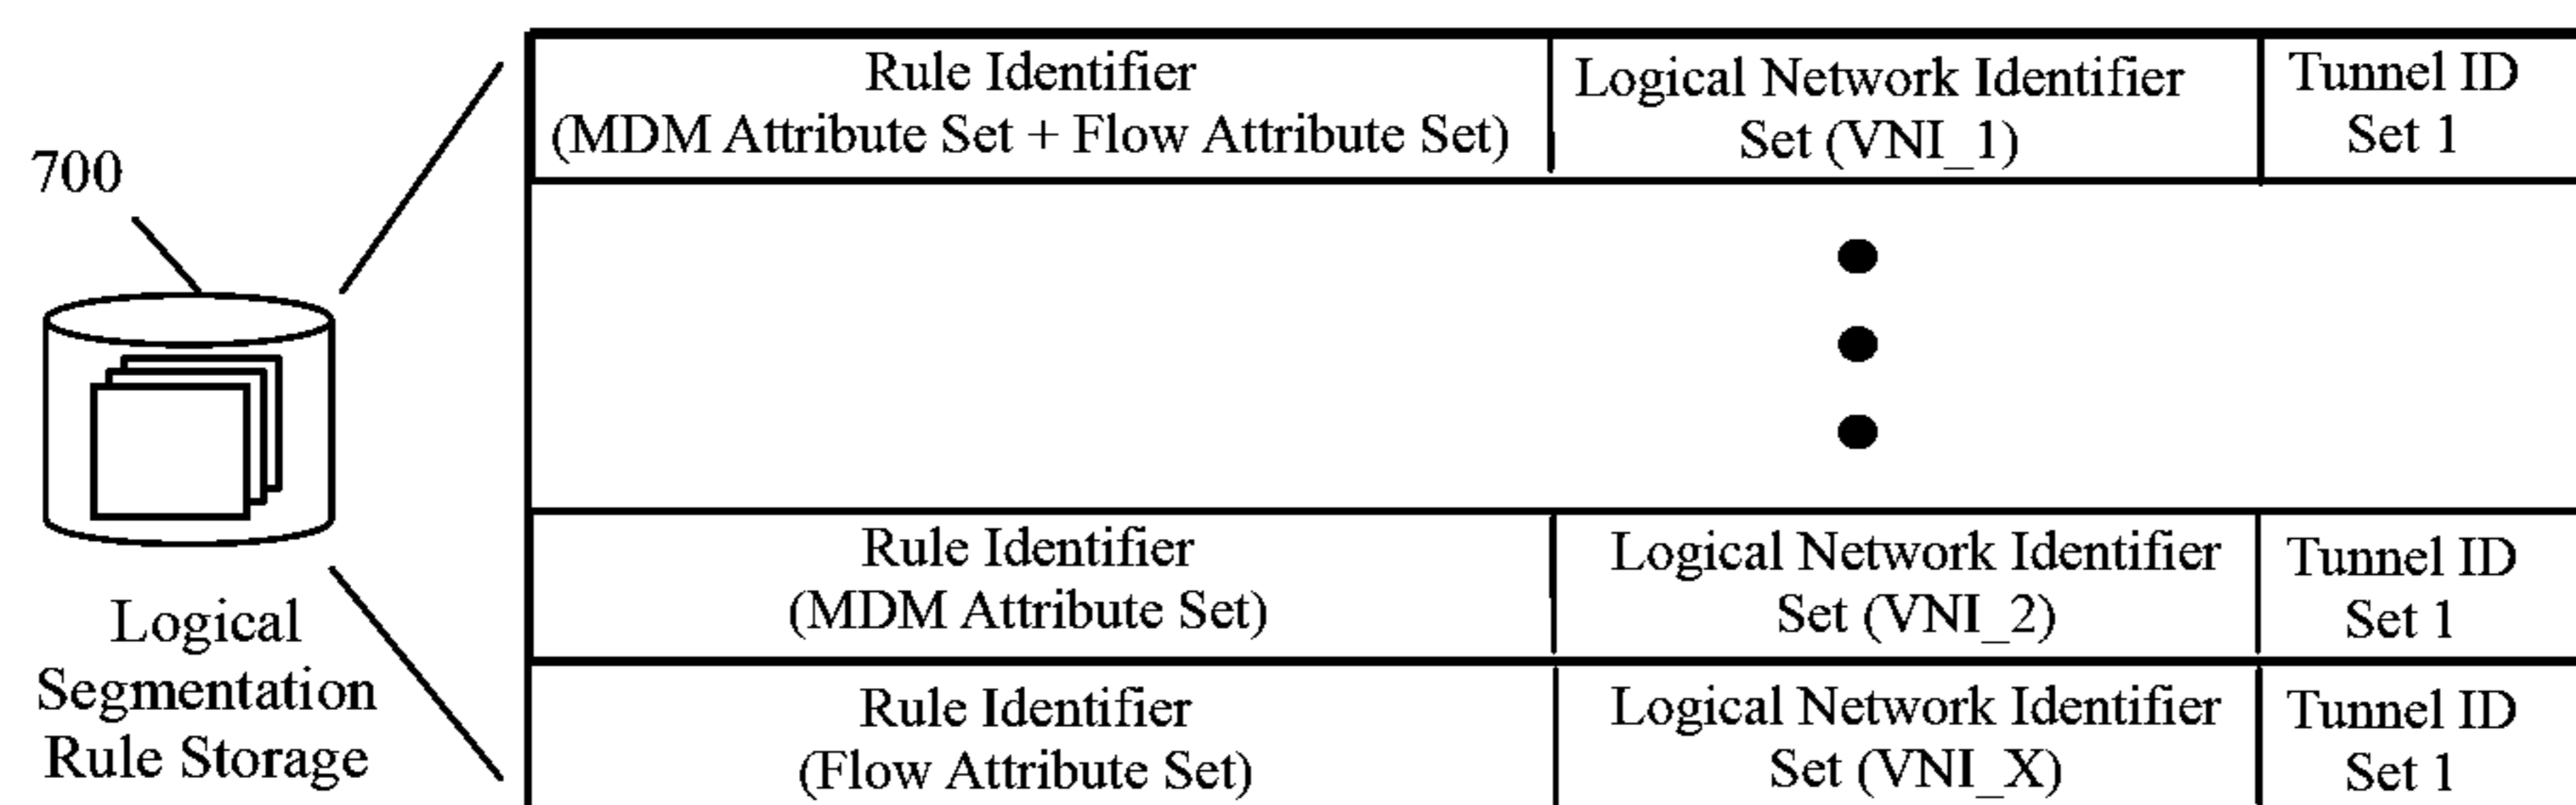 700
Logical
Segmentation
Rule Storage
Rule Identifier
(MDM Attribute Set + Flow Attribute Set)
Logical Network Identifier
Set (VNI_1)
Tunnel ID
Set 1
Rule Identifier
(MDM Attribute Set)
Logical Network Identifier
Set (VNI_2)
Tunnel ID
Set 1
Rule Identifier
(Flow Attribute Set)
Logical Network Identifier
Set (VNI_X)
Tunnel ID
Set 1